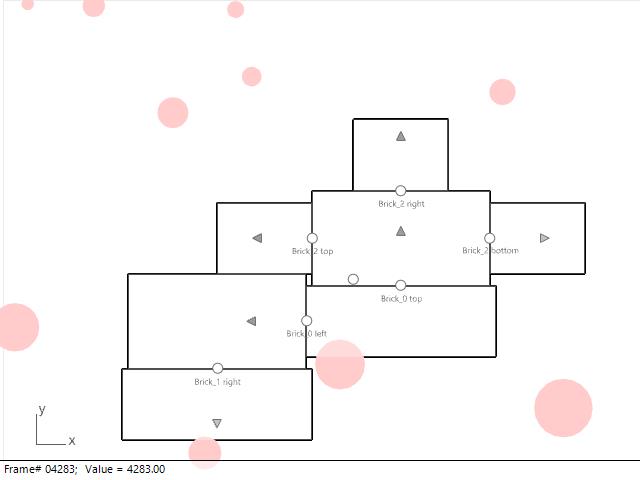 Brick_2 right
Brick_2 top
Brick_2 bottom
Brick_0 top
Brick_0 left
Brick_1 right
y
x
Frame# 04283; Value = 4283.00